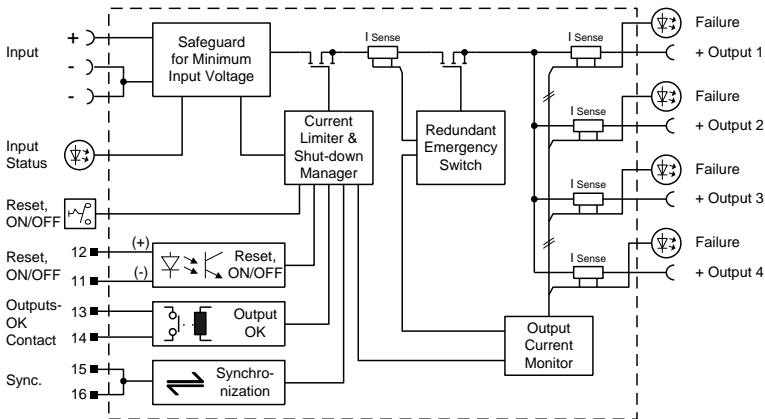 Input
+
-
-
Safeguard
for Minimum
Input Voltage
I Sense
I Sense
Failure
+ Output 1
Input
Status
Current
Limiter &
Shut-down
Manager
Redundant
Emergency
Switch
I Sense
Failure
+ Output 2
Reset,
ON/OFF
I Sense
Failure
+ Output 3
Reset,
ON/OFF
12
(+)
11
(-)
Reset,
ON/OFF
I Sense
Failure
+ Output 4
Outputs-
OK
Contact
13
14
Output
OK
Output
Current
Monitor
Sync.
15
16
Synchro-
nization